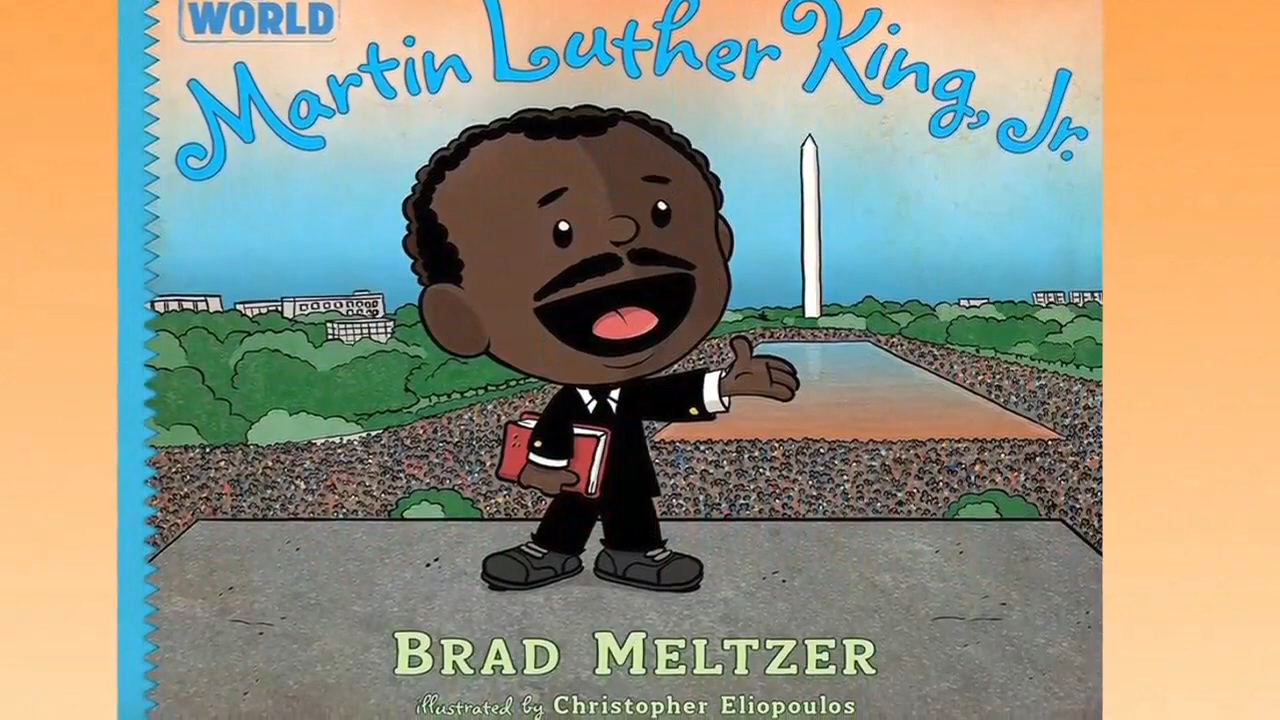 WORLD
Martin Luther King, Jr.
BRAD MELTZER
illustrated by Christopher Eliopoulos